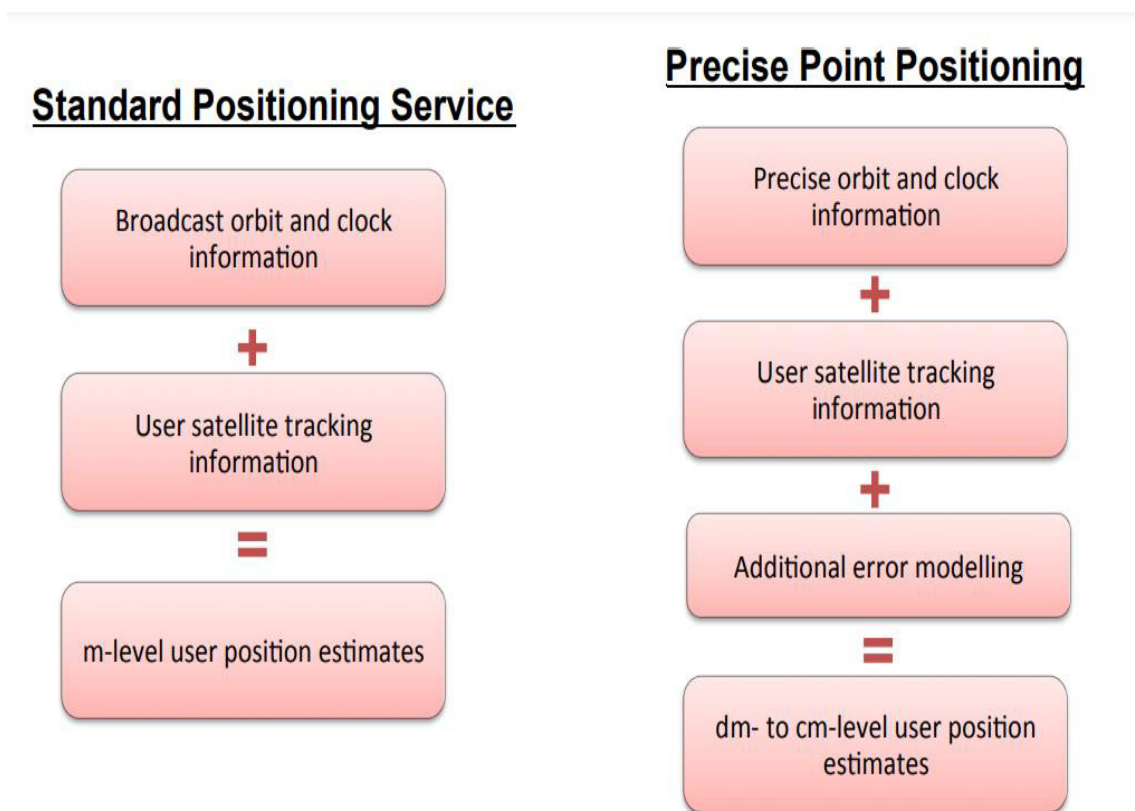 Standard Positioning Service
Broadcast orbit and clock
information
+
User satellite tracking
information
=
m-level user position estimates
Precise Point Positioning
Precise orbit and clock
information
+
User satellite tracking
information
+
Additional error modelling
=
dm- to cm-level user position
estimates